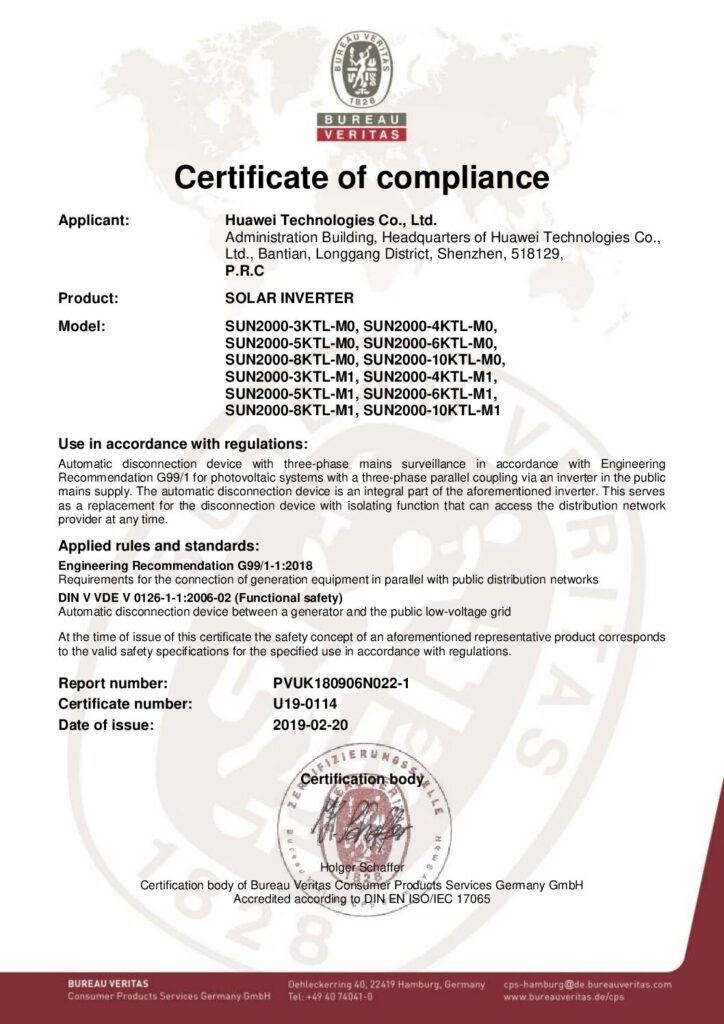 BUREAU VERITAS
1828
BUREAU
VERITAS
Certificate of compliance
Applicant: Huawei Technologies Co., Ltd.
Administration Building, Headquarters of Huawei Technologies Co.,
Ltd., Bantian, Longgang District, Shenzhen, 518129,
P.R.C
Product: SOLAR INVERTER
Model: SUN2000-3KTL-M0, SUN2000-4KTL-M0,
SUN2000-5KTL-M0, SUN2000-6KTL-M0,
SUN2000-8KTL-M0, SUN2000-10KTL-M0,
SUN2000-3KTL-M1, SUN2000-4KTL-M1,
SUN2000-5KTL-M1, SUN2000-6KTL-M1,
SUN2000-8KTL-M1, SUN2000-10KTL-M1
Use in accordance with regulations:
Automatic disconnection device with three-phase mains surveillance in accordance with Engineering
Recommendation G99/1 for photovoltaic systems with a three-phase parallel coupling via an inverter in the public
mains supply. The automatic disconnection device is an integral part of the aforementioned inverter. This serves
as a replacement for the disconnection device with isolating function that can access the distribution network
provider at any time.
Applied rules and standards:
Engineering Recommendation G99/1-1:2018
Requirements for the connection of generation equipment in parallel with public distribution networks
DIN V VDE V 0126-1-1:2006-02 (Functional safety)
Automatic disconnection device between a generator and the public low-voltage grid
At the time of issue of this certificate the safety concept of an aforementioned representative product corresponds
to the valid safety specifications for the specified use in accordance with regulations.
Report number: PVUK180906N022-1
Certificate number: U19-0114
Date of issue: 2019-02-20
ZERTIFIZIERUNGSSTELLE
Certification body
Holger Schaffer
Certification body of Bureau Veritas Consumer Products Services Germany GmbH
Accredited according to DIN EN ISO/IEC 17065
BUREAU VERITAS
Consumer Products Services Germany GmbH
Oehleckerring 40, 22419 Hamburg, Germany
Tel: +49 40 74041-0
cps-hamburg@de.bureauveritas.com
www.bureauveritas.de/cps